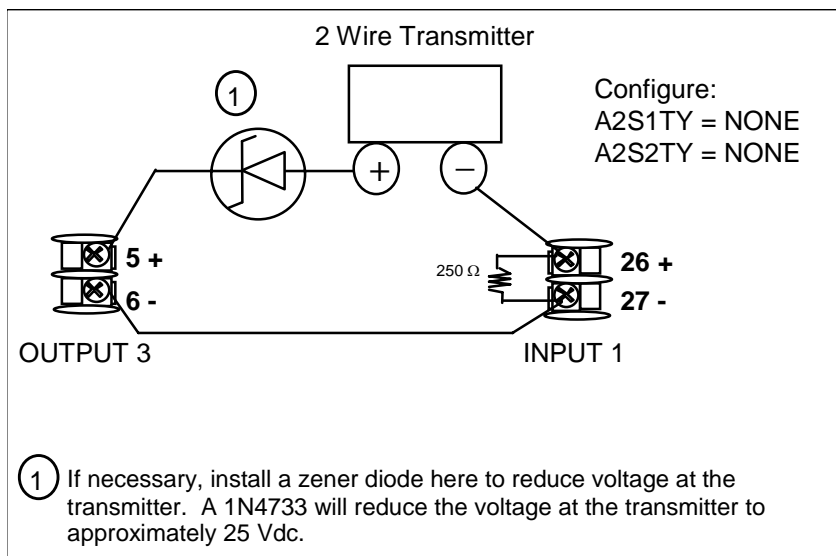 2 Wire Transmitter
1
Configure:
A2S1TY = NONE
A2S2TY = NONE
+
−
5 +
6 -
250 Ω
26 +
27 -
OUTPUT 3
INPUT 1
1 If necessary, install a zener diode here to reduce voltage at the
transmitter. A 1N4733 will reduce the voltage at the transmitter to
approximately 25 Vdc.